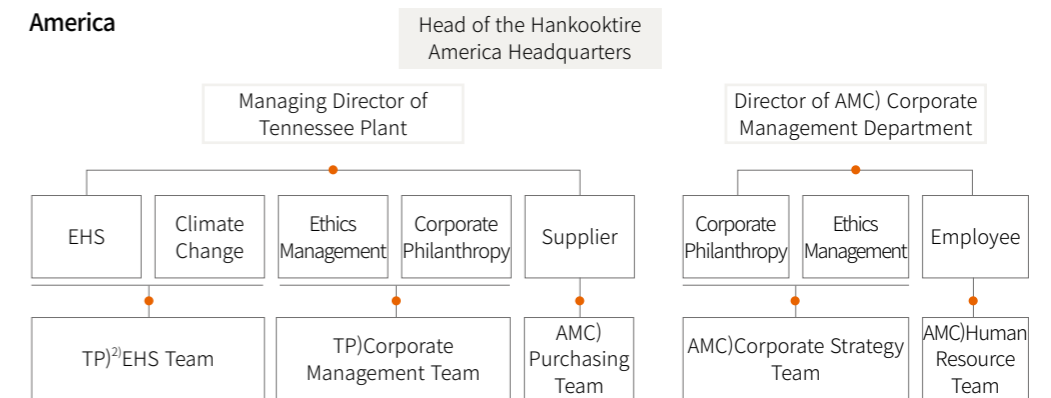 America
Head of the Hankooktire
America Headquarters
Managing Director of
Tennessee Plant
Director of AMC) Corporate
Management Department
EHS
Climate
Change
Ethics
Management
Corporate
Philanthropy
Supplier
Corporate
Philanthropy
Ethics
Management
Employee
TP)2)EHS Team
TP)Corporate
Management Team
AMC)
Purchasing
Team
AMC)Corporate Strategy
Team
AMC)Human
Resource
Team